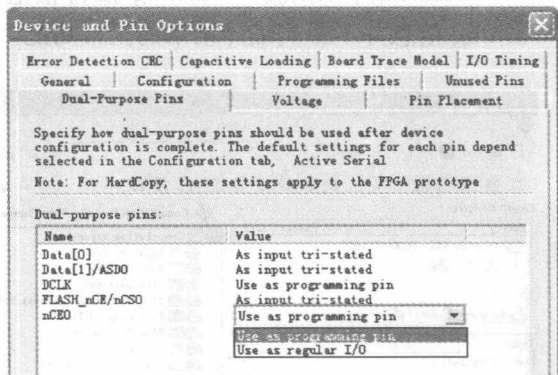 Device and Pin Options
Error Detection CRC Capacitive Loading Board Trace Model I/O Timing
General Configuration Programming Files Unused Pins
Dual-Purpose Pins Voltage Pin Placement
Specify how dual-purpose pins should be used after device
configuration is complete. The default settings for each pin depend
selected in the Configuration tab, Active Serial
Note: For HardCopy, these settings apply to the FPGA prototype
Dual-purpose pins:
Name Value
Data[0] As input tri-stated
Data[1]/ASDO As input tri-stated
DCLK Use as programming pin
FLASH_nCE/nCSO As input tri-stated
nCEO Use as programming pin
Use as programming pin
Use as regular I/O